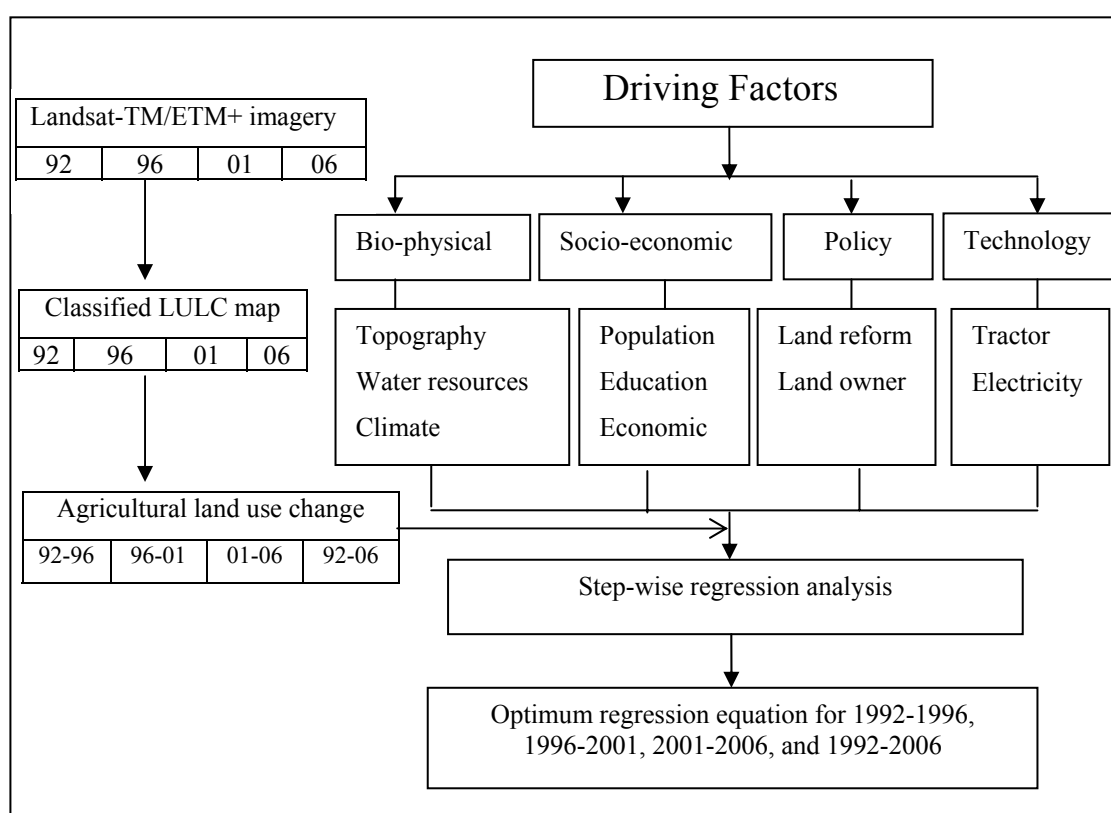 Driving Factors
Landsat-TM/ETM+ imagery
92 96 01 06
Bio-physical
Socio-economic
Policy
Technology
Classified LULC map
92 96 01 06
Topography
Water resources
Climate
Population
Education
Economic
Land reform
Land owner
Tractor
Electricity
Agricultural land use change
92-96 96-01 01-06 92-06
Step-wise regression analysis
Optimum regression equation for 1992-1996,
1996-2001, 2001-2006, and 1992-2006